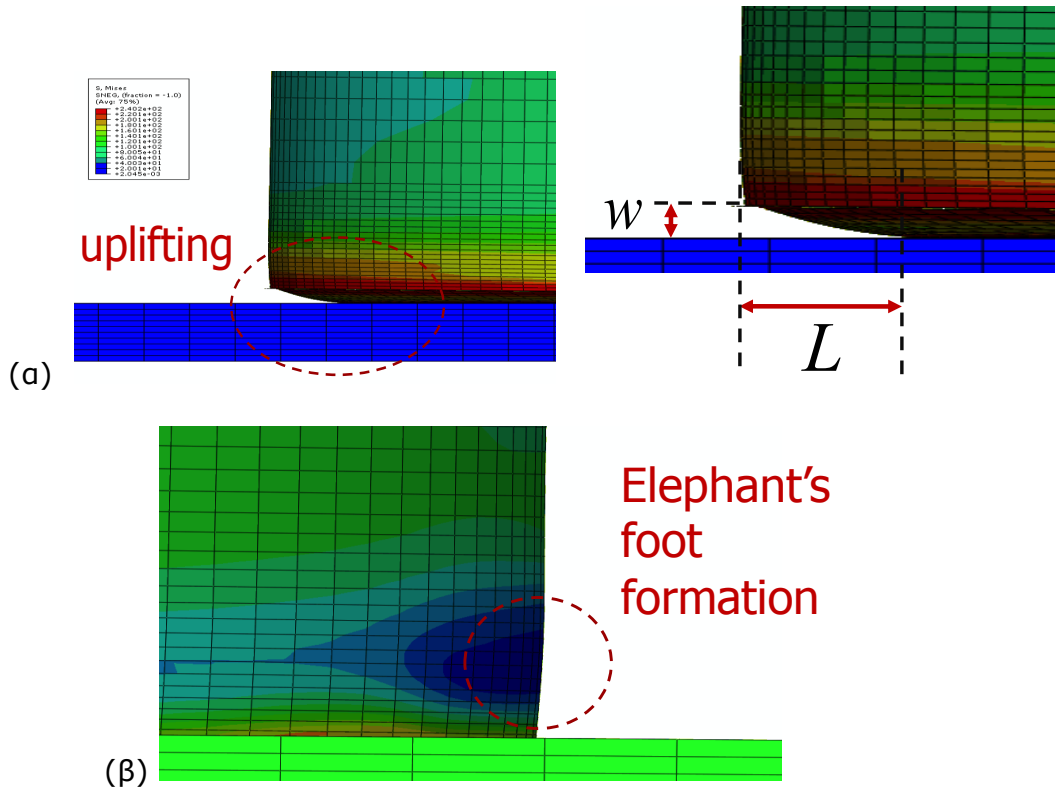 S, Mises
SNEG, (fraction = -1.0)
(Avg: 75%)
+2.402e+02
+2.201e+02
+2.001e+02
+1.801e+02
+1.601e+02
+1.401e+02
+1.201e+02
+1.001e+02
+8.005e+01
+6.004e+01
+4.003e+01
+2.001e+01
+2.045e-03
uplifting
w
L
(α)
Elephant's
foot
formation
(β)